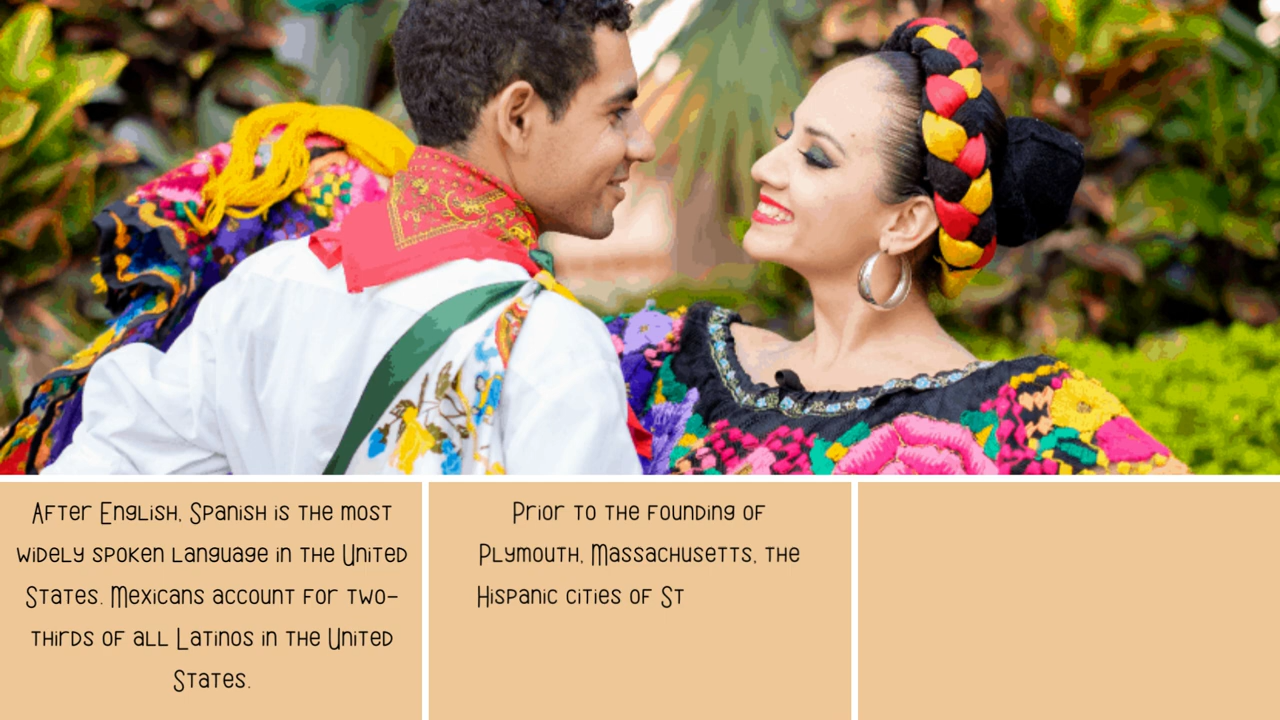 After English, Spanish is the most
widely spoken language in the United
States. Mexicans account for two-
thirds of all Latinos in the United
States.
Prior to the founding of
Plymouth, Massachusetts, the
Hispanic cities of St